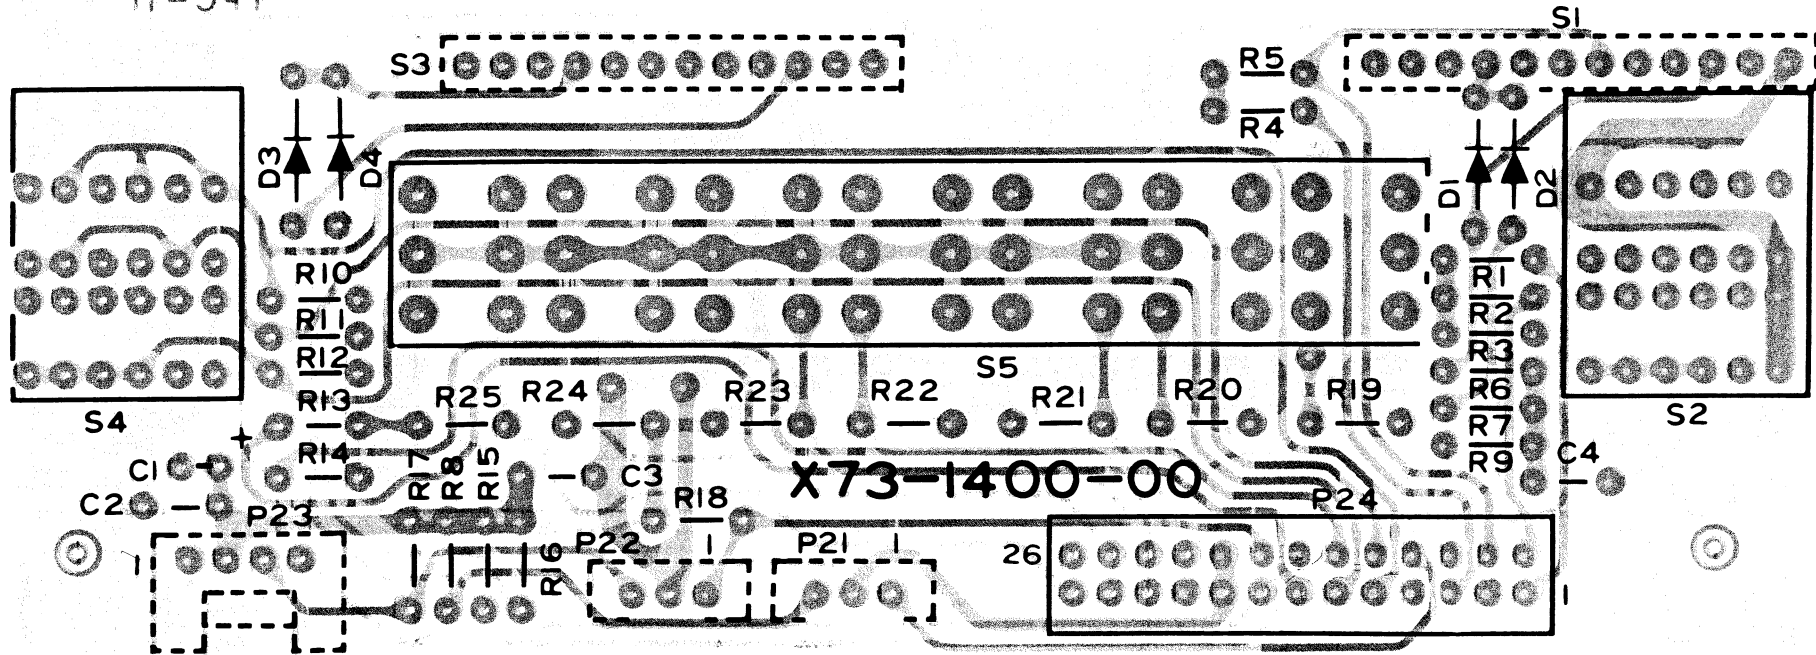 S1
S3
R5
R4
D3
D4
D1
D2
R10
R1
R11
R2
R12
R3
S5
R6
R13
R25
R24
R23
R22
R21
R20
R19
S4
S2
+
R7
R14
R9
C1
R17
R8
R15
C3
X73-1400-00
C4
C2
P23
R18
P24
1
R16
P22
1
P21
1
26
1